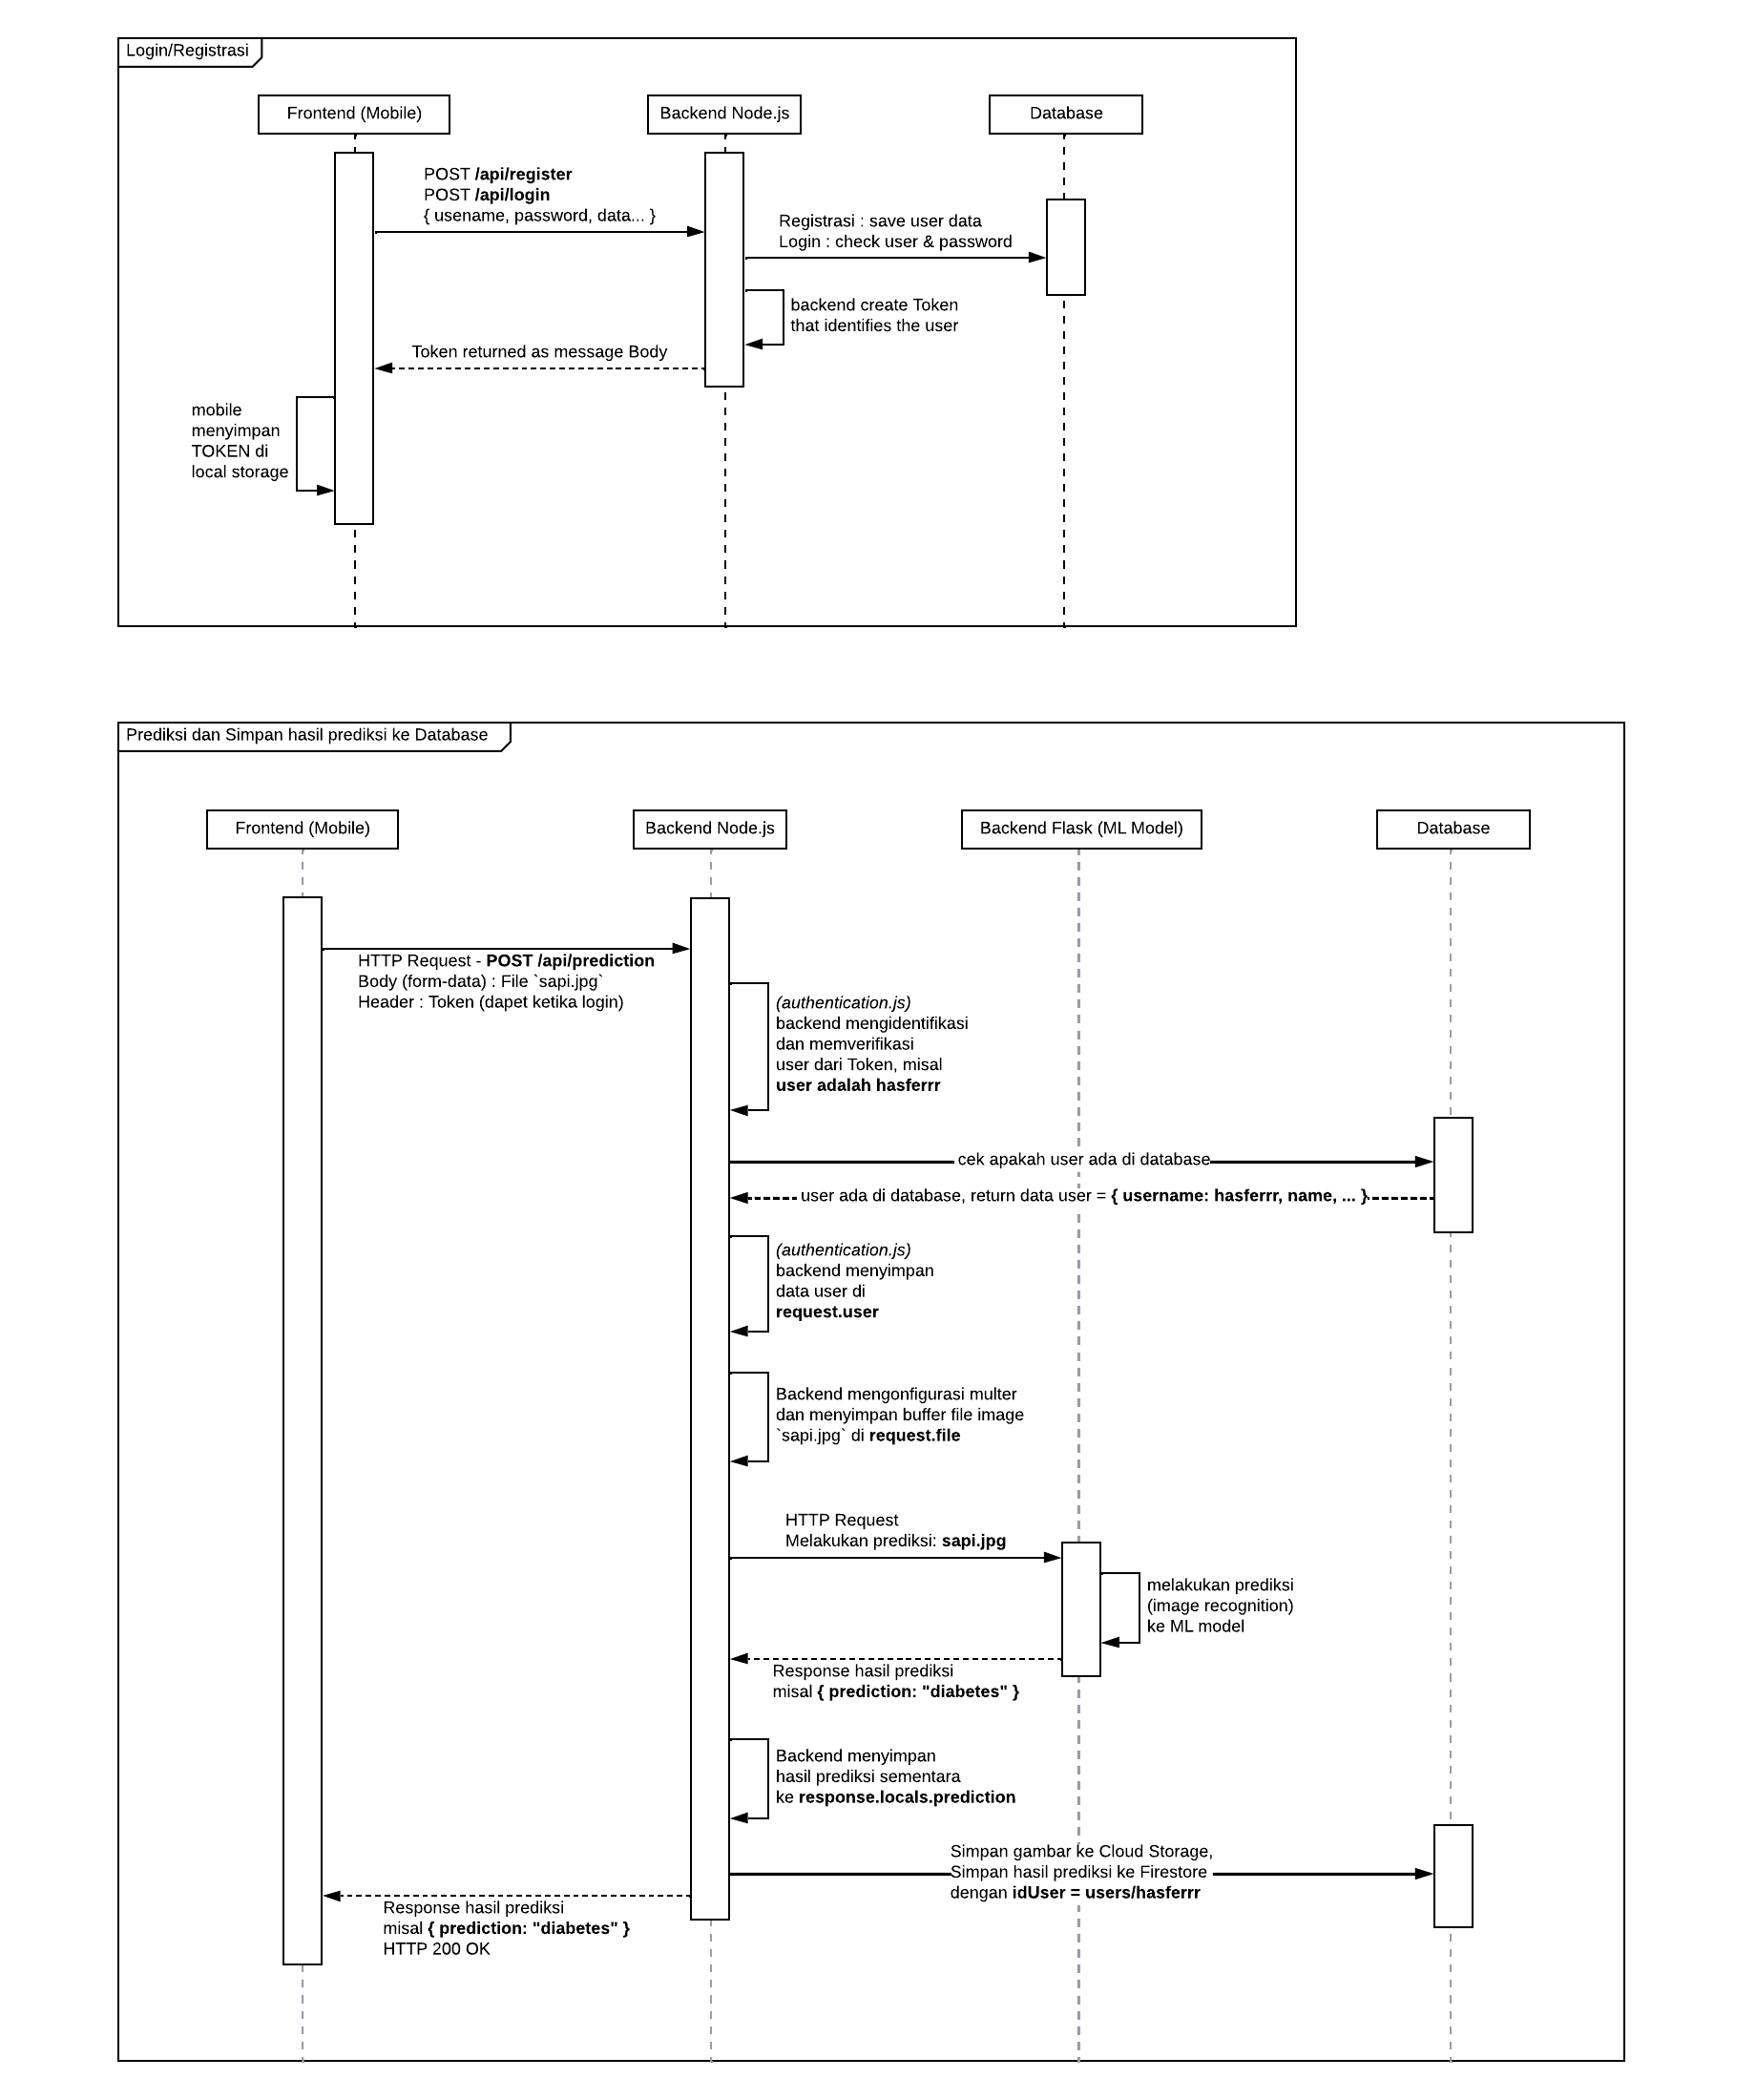 Login/Registrasi
Frontend (Mobile)
Backend Node.js
Database
POST /api/register
POST /api/login
{ usename, password, data... }
Registrasi : save user data
Login : check user & password
backend create Token
that identifies the user
Token returned as message Body
mobile
menyimpan
TOKEN di
local storage
Prediksi dan Simpan hasil prediksi ke Database
Frontend (Mobile)
Backend Node.js
Backend Flask (ML Model)
Database
HTTP Request - POST /api/prediction
Body (form-data) : File `sapi.jpg`
Header : Token (dapet ketika login)
(authentication.js)
backend mengidentifikasi
dan memverifikasi
user dari Token, misal
user adalah hasferrr
cek apakah user ada di database
user ada di database, return data user = { username: hasferrr, name, ... }
(authentication.js)
backend menyimpan
data user di
request.user
Backend mengonfigurasi multer
dan menyimpan buffer file image
`sapi.jpg` di request.file
HTTP Request
Melakukan prediksi: sapi.jpg
melakukan prediksi
(image recognition)
ke ML model
Response hasil prediksi
misal { prediction: "diabetes" }
Backend menyimpan
hasil prediksi sementara
ke response.locals.prediction
Simpan gambar ke Cloud Storage,
Simpan hasil prediksi ke Firestore
dengan idUser = users/hasferrr
Response hasil prediksi
misal { prediction: "diabetes" }
HTTP 200 OK